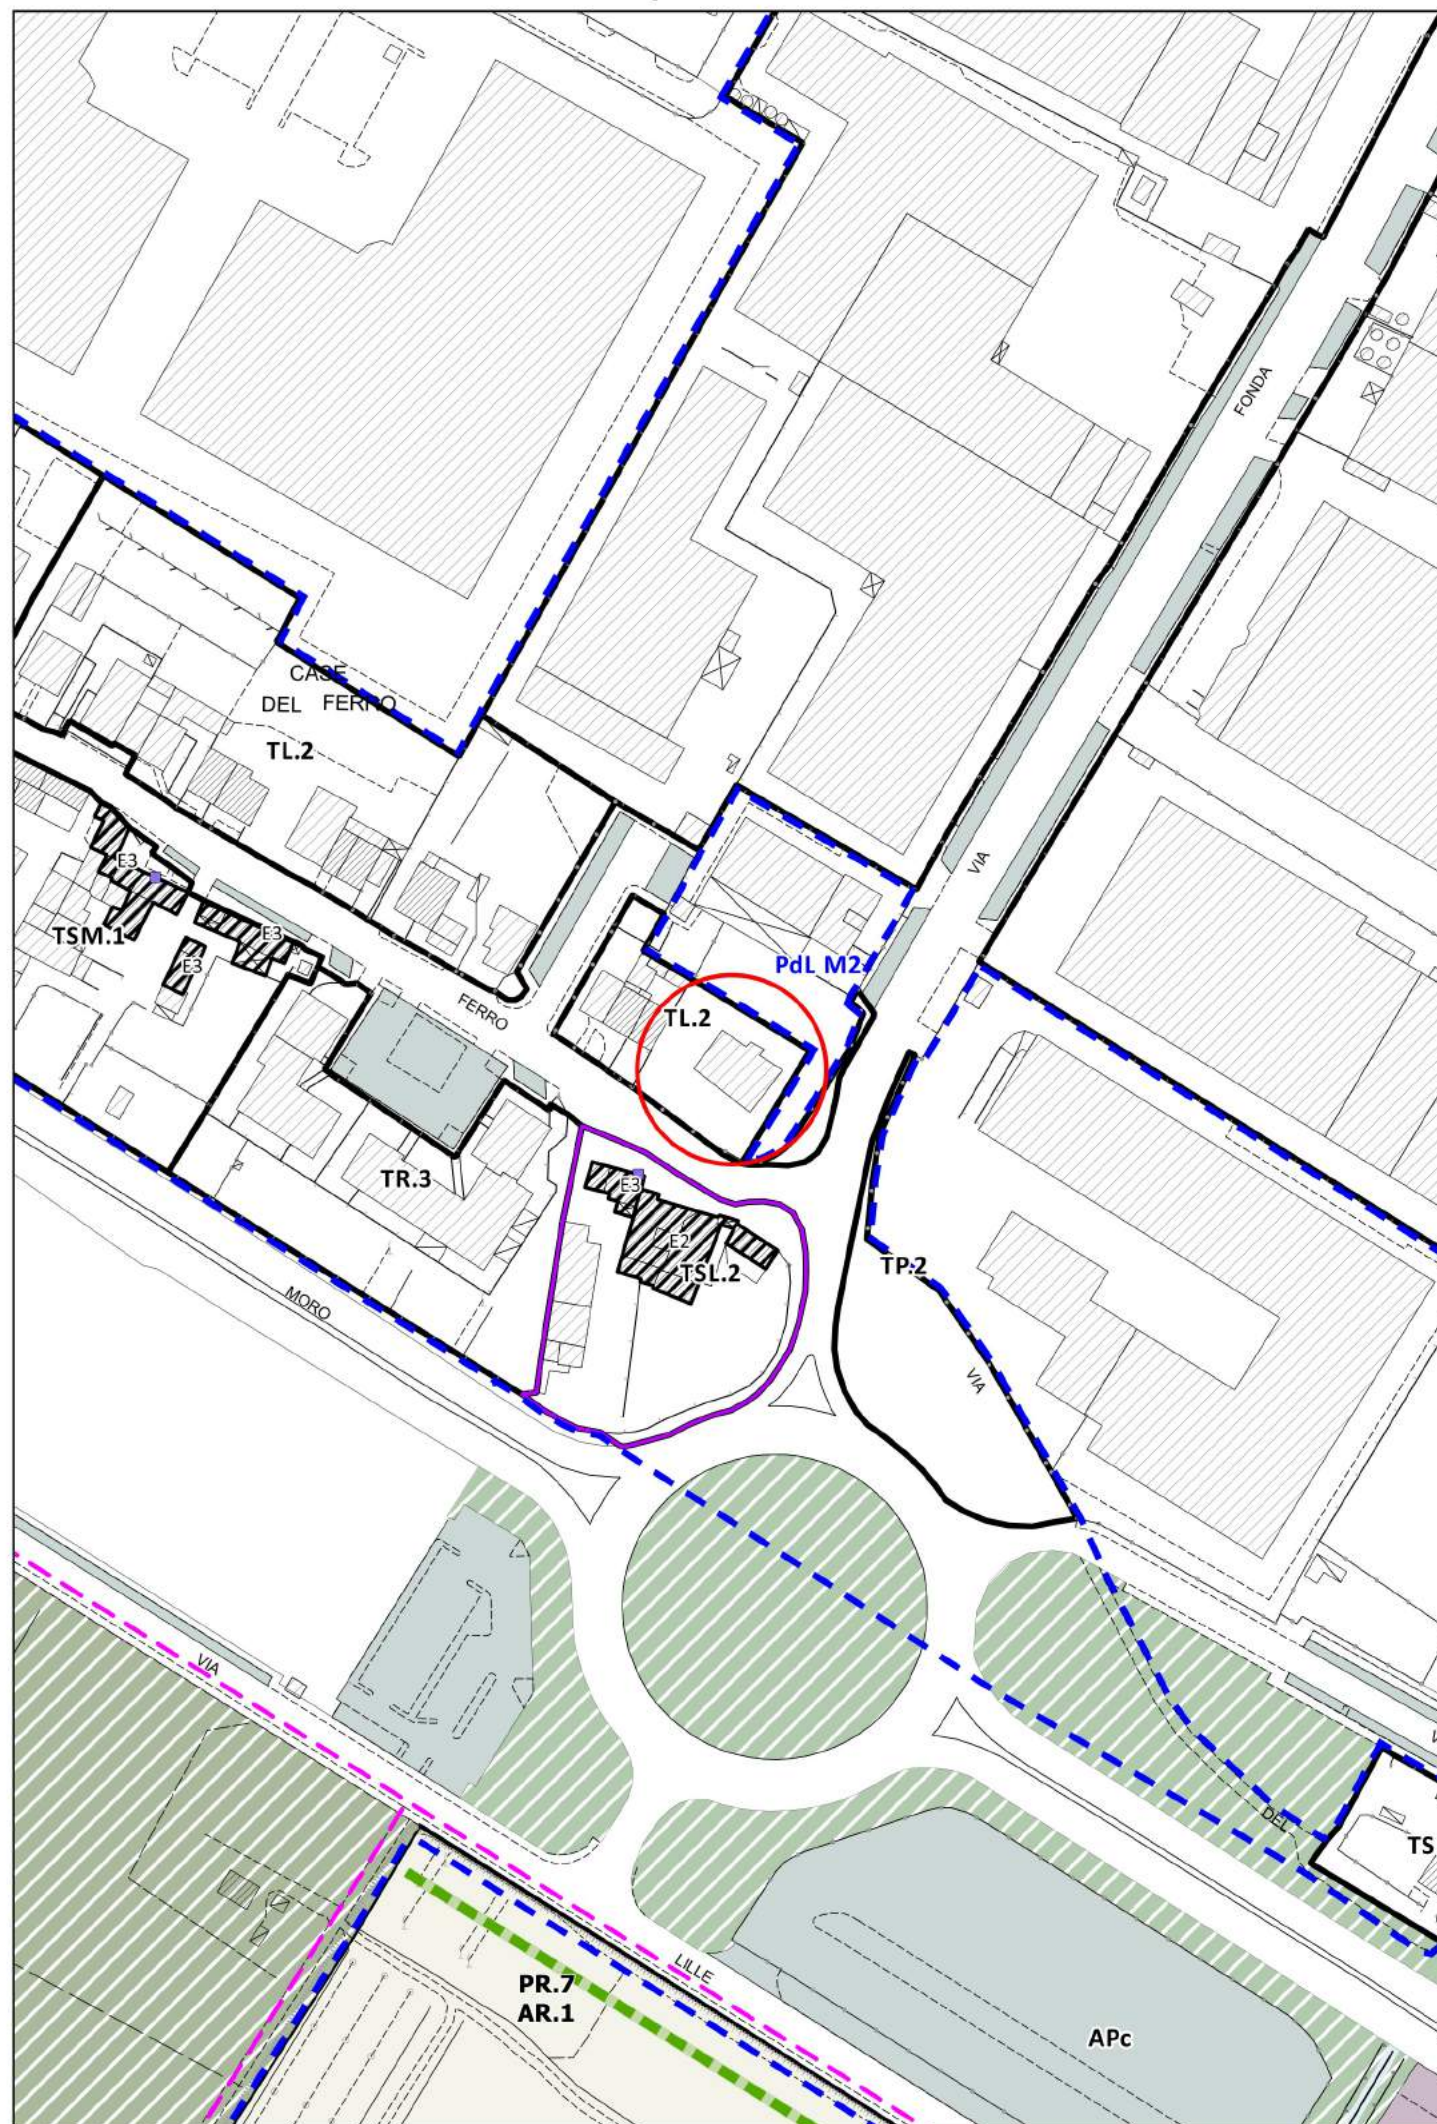 FONDA
CASE
DEL FERRO
TL.2
VIA
E3
TSM.1
E3
E3
PdL M2
FERRO
TL.2
TR.3
E3
E2
TSL.2
TP.2
MORO
VIA
VIA
DEL
TS
LILLE
PR.7
AR.1
APc